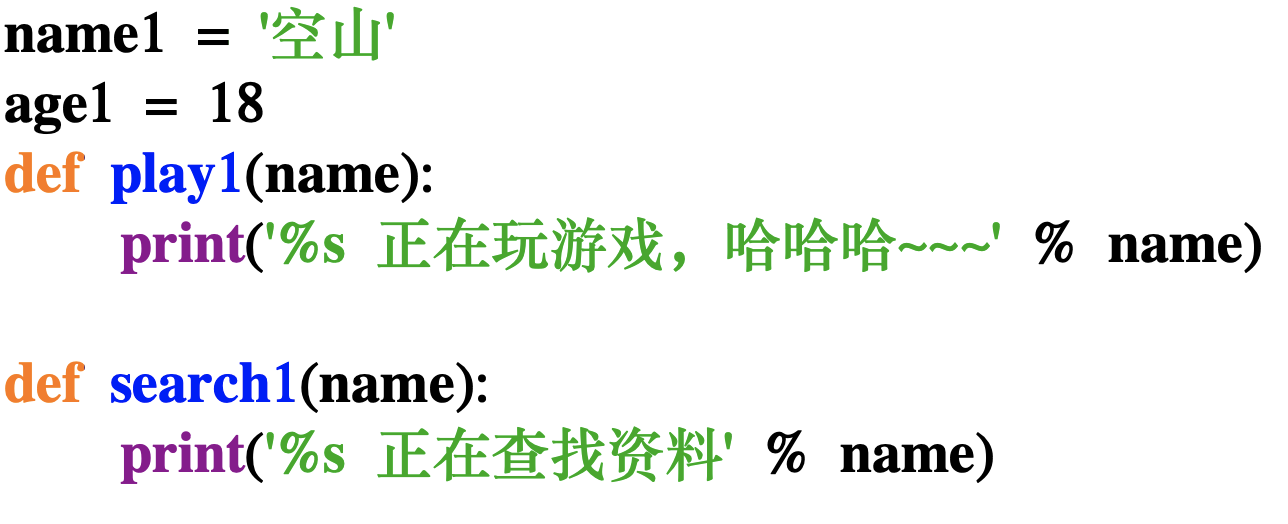 name1 = '空山'
age1 = 18
def play1(name):
    print('%s 正在玩游戏，哈哈哈~~~' % name)
def search1(name):
    print('%s 正在查找资料' % name)